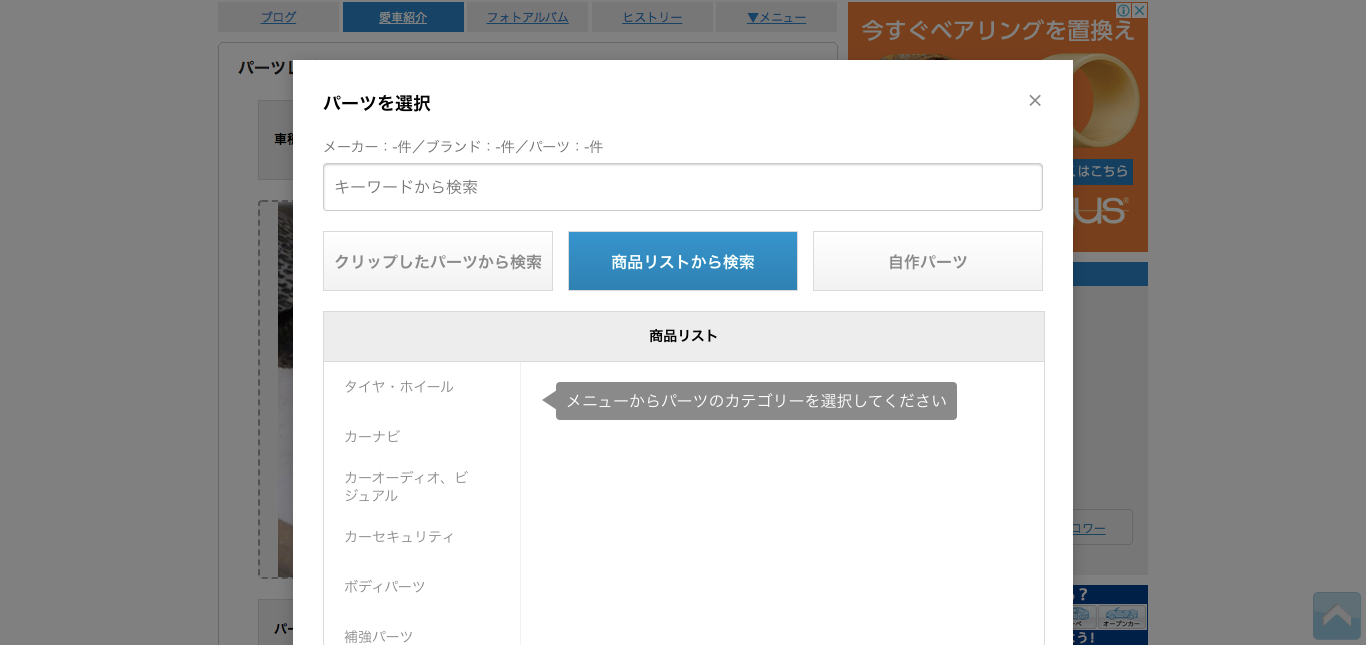 ブログ
愛車紹介
フォトアルバム
ヒストリー
▼メニュー
今すぐベアリングを置換え
はこちら
us
パーツ
車種
パーツを選択
×
メーカー：-件／ブランド：-件／パーツ：-件
キーワードから検索
クリップしたパーツから検索
商品リストから検索
自作パーツ
商品リスト
タイヤ・ホイール
メニューからパーツのカテゴリーを選択してください
カーナビ
カーオーディオ、ビ
ジュアル
カーセキュリティ
ボディパーツ
補強パーツ
ロワー
？
オープンカー